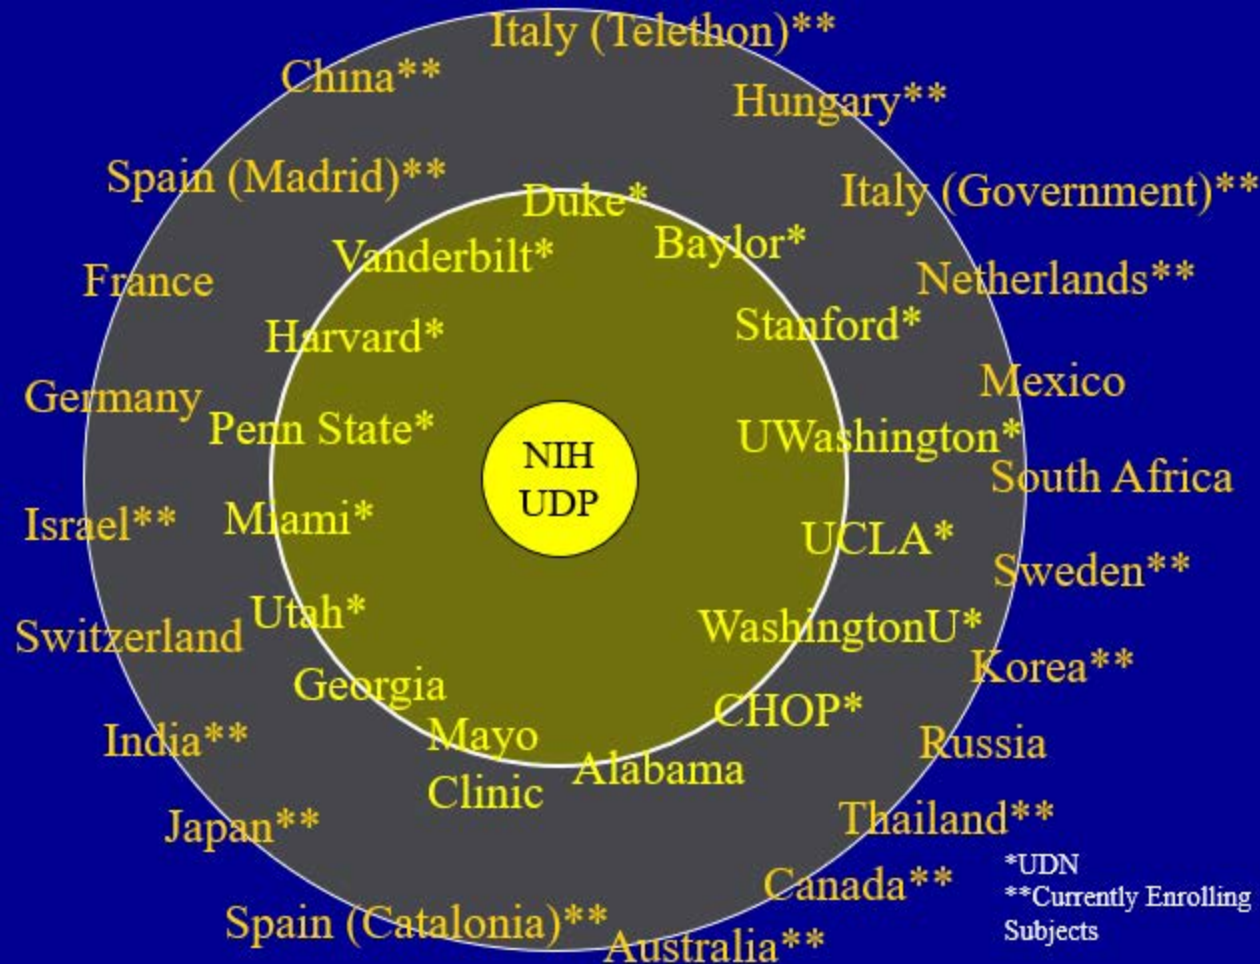 Italy (Telethon)**
China**
Hungary**
Spain (Madrid)**
Italy (Government)**
Duke*
Vanderbilt*
Baylor*
France
Netherlands**
Harvard*
Stanford*
Germany
Mexico
Penn State*
UWashington*
NIH
UDP
South Africa
Israel**
Miami*
UCLA*
Sweden**
Switzerland
Utah*
WashingtonU*
Korea**
Georgia
CHOP*
India**
Mayo
Clinic
Alabama
Russia
Japan**
Thailand**
Canada**
Spain (Catalonia)**
Australia**
*UDN
**Currently Enrolling
Subjects